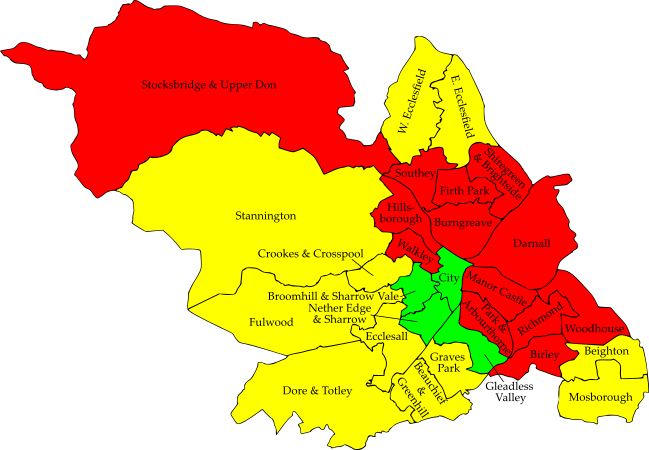 Stocksbridge & Upper Don
W. Ecclesfield
E. Ecclesfield
Shiregreen
& Brightside
Southey
Firth Park
Hills-
borough
Burngreave
Stannington
Darnall
Walkley
Crookes & Crosspool
City
Manor Castle
Broomhill & Sharrow Vale
Nether Edge
& Sharrow
Park &
Arbourthorne
Richmond
Fulwood
Woodhouse
Ecclesall
Graves
Park
Birley
Beighton
Dore & Totley
Beauchief
&
Greenhill
Gleadless
Valley
Mosborough